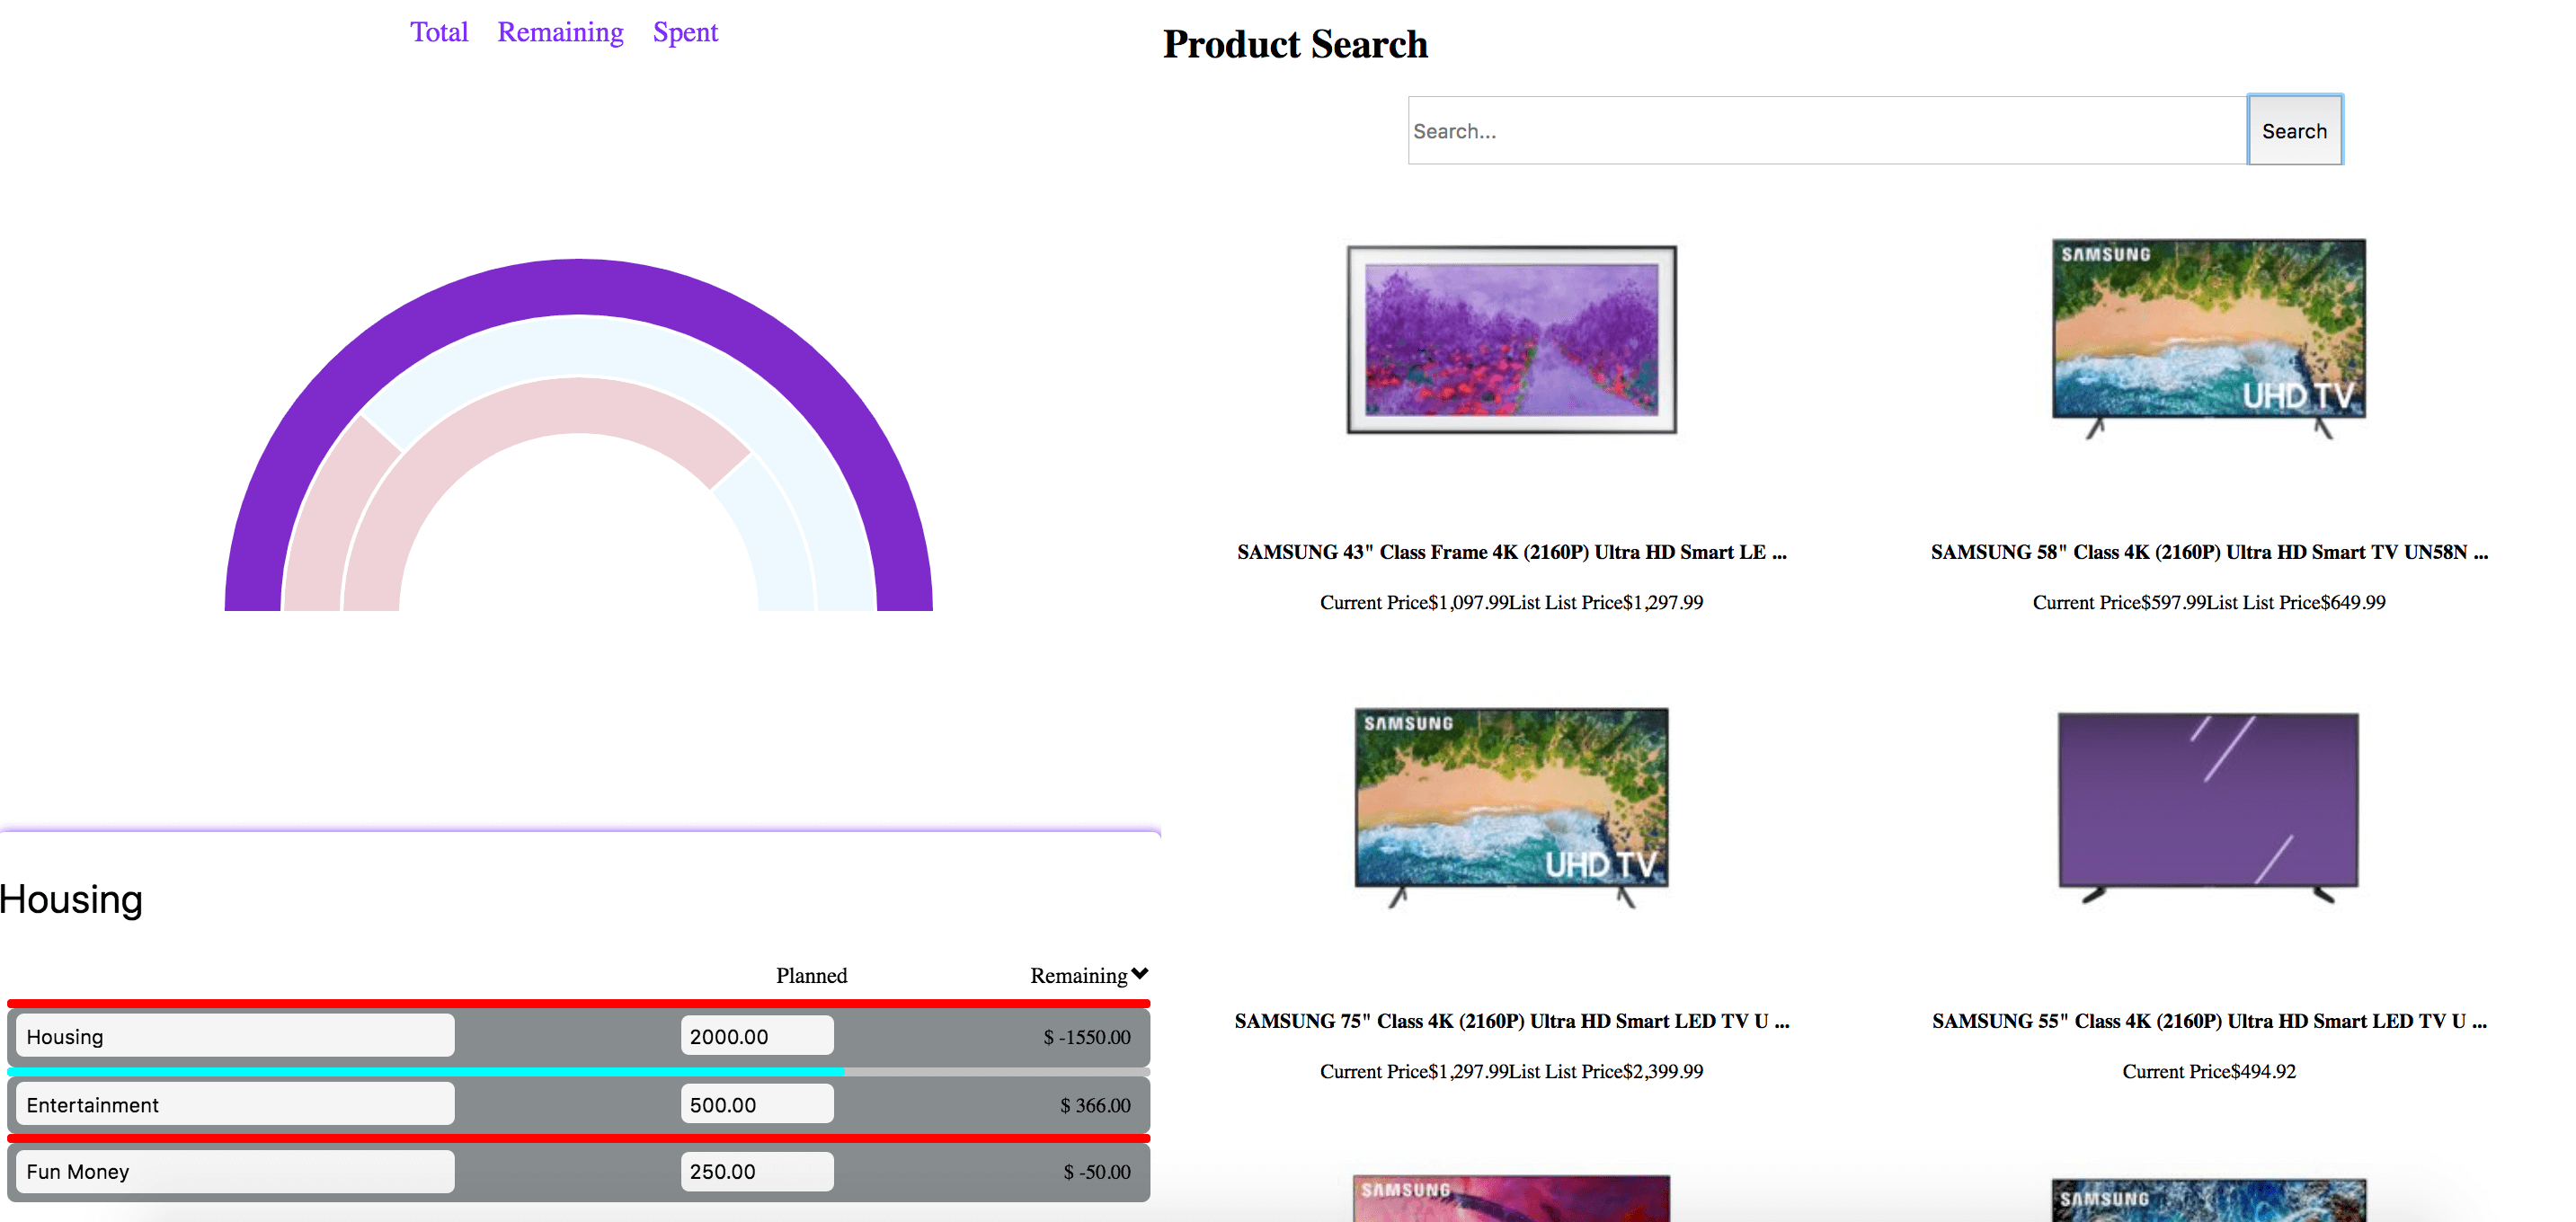 Total Remaining Spent
Housing
Planned Remaining
Housing 2000.00 $ -1550.00
Entertainment 500.00 $ 366.00
Fun Money 250.00 $ -50.00
Product Search
Search... Search
SAMSUNG
UHD TV
SAMSUNG 43" Class Frame 4K (2160P) Ultra HD Smart LE ...
Current Price$1,097.99List List Price$1,297.99
SAMSUNG 58" Class 4K (2160P) Ultra HD Smart TV UN58N ...
Current Price$597.99List List Price$649.99
SAMSUNG
UHD TV
SAMSUNG 75" Class 4K (2160P) Ultra HD Smart LED TV U ...
Current Price$1,297.99List List Price$2,399.99
SAMSUNG 55" Class 4K (2160P) Ultra HD Smart LED TV U ...
Current Price$494.92
SAMSUNG
SAMSUNG